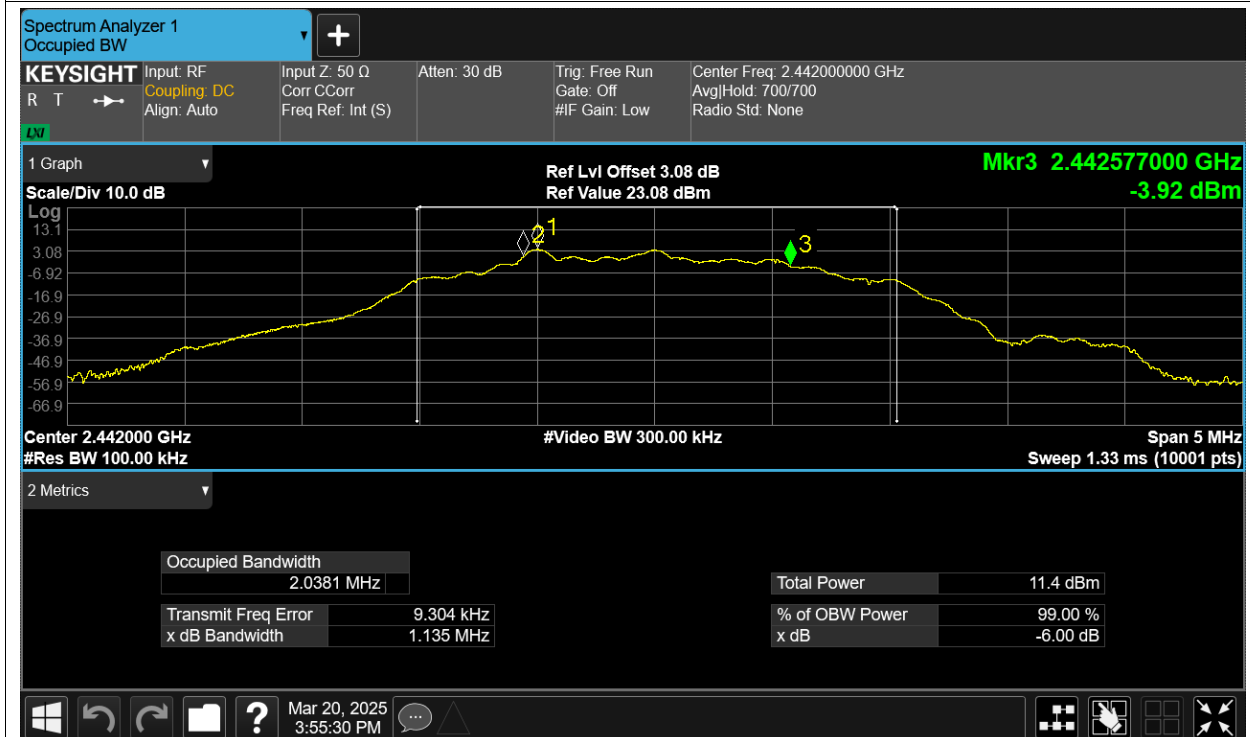 Spectrum Analyzer 1
Occupied BW
+
KEYSIGHT
R T
LXI
Input: RF
Coupling: DC
Align: Auto
Input Z: 50 Ω
Corr CCorr
Freq Ref: Int (S)
Atten: 30 dB
Trig: Free Run
Gate: Off
#IF Gain: Low
Center Freq: 2.442000000 GHz
Avg|Hold: 700/700
Radio Std: None
1 Graph
Scale/Div 10.0 dB
Ref Lvl Offset 3.08 dB
Ref Value 23.08 dBm
Mkr3 2.442577000 GHz
-3.92 dBm
Log
13.1
3.08
-6.92
-16.9
-26.9
-36.9
-46.9
-56.9
-66.9
2
1
3
Center 2.442000 GHz
#Res BW 100.00 kHz
#Video BW 300.00 kHz
Span 5 MHz
Sweep 1.33 ms (10001 pts)
2 Metrics
Occupied Bandwidth
2.0381 MHz
Transmit Freq Error 9.304 kHz
x dB Bandwidth 1.135 MHz
Total Power 11.4 dBm
% of OBW Power 99.00 %
x dB -6.00 dB
?
Mar 20, 2025
3:55:30 PM